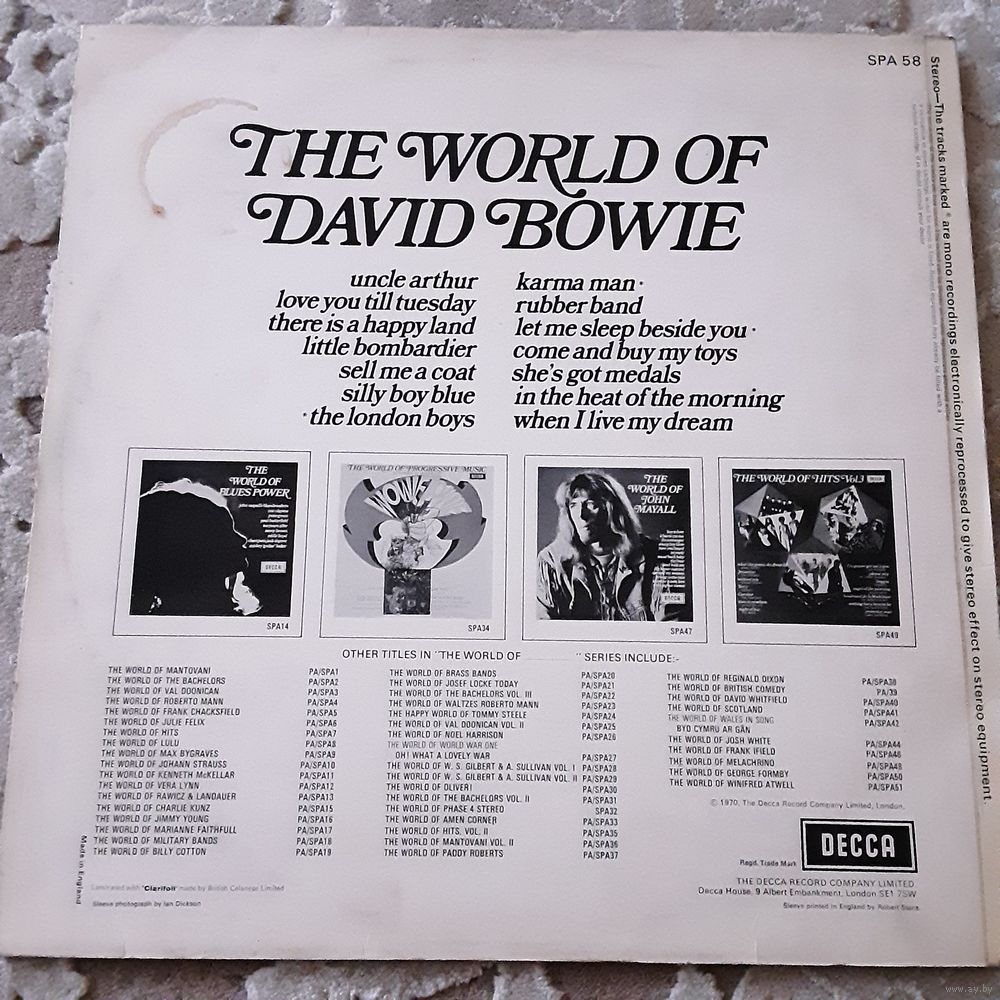 SPA 58
THE WORLD OF
DAVID BOWIE
uncle arthur
love you till tuesday
there is a happy land
little bombardier
sell me a coat
silly boy blue
*the london boys
karma man *
rubber band
let me sleep beside you *
come and buy my toys
she's got medals
in the heat of the morning
when I live my dream
THE
WORLD OF
BLUES POWER
DECCA
SPA14
THE WORLD OF PROGRESSIVE MUSIC
WOWIE
SPA34
THE
WORLD OF
JOHN
MAYALL
DECCA
SPA47
THE WORLD OF HITS Vol.3
SPA49
OTHER TITLES IN "THE WORLD OF ________" SERIES INCLUDE:-
THE WORLD OF MANTOVANI PA/SPA1
THE WORLD OF THE BACHELORS PA/SPA2
THE WORLD OF VAL DOONICAN PA/SPA3
THE WORLD OF ROBERTO MANN PA/SPA4
THE WORLD OF FRANK CHACKSFIELD PA/SPA5
THE WORLD OF JULIE FELIX PA/SPA6
THE WORLD OF HITS PA/SPA7
THE WORLD OF LULU PA/SPA8
THE WORLD OF MAX BYGRAVES PA/SPA9
THE WORLD OF JOHANN STRAUSS PA/SPA10
THE WORLD OF KENNETH McKELLAR PA/SPA11
THE WORLD OF VERA LYNN PA/SPA12
THE WORLD OF RAWICZ & LANDAUER PA/SPA13
THE WORLD OF CHARLIE KUNZ PA/SPA15
THE WORLD OF JIMMY YOUNG PA/SPA16
THE WORLD OF MARIANNE FAITHFULL PA/SPA17
THE WORLD OF MILITARY BANDS PA/SPA18
THE WORLD OF BILLY COTTON PA/SPA19
THE WORLD OF BRASS BANDS PA/SPA20
THE WORLD OF JOSEF LOCKE TODAY PA/SPA21
THE WORLD OF THE BACHELORS VOL. III PA/SPA22
THE WORLD OF WALTZES ROBERTO MANN PA/SPA23
THE HAPPY WORLD OF TOMMY STEELE PA/SPA24
THE WORLD OF VAL DOONICAN VOL. II PA/SPA25
THE WORLD OF NOEL HARRISON PA/SPA26
THE WORLD OF WORLD WAR ONE
OH! WHAT A LOVELY WAR PA/SPA27
THE WORLD OF W. S. GILBERT & A. SULLIVAN VOL. I PA/SPA28
THE WORLD OF W. S. GILBERT & A. SULLIVAN VOL. II PA/SPA29
THE WORLD OF OLIVER! PA/SPA30
THE WORLD OF THE BACHELORS VOL. II PA/SPA31
THE WORLD OF PHASE 4 STEREO SPA32
THE WORLD OF AMEN CORNER PA/SPA33
THE WORLD OF HITS, VOL. II PA/SPA35
THE WORLD OF MANTOVANI VOL. II PA/SPA36
THE WORLD OF PADDY ROBERTS PA/SPA37
THE WORLD OF REGINALD DIXON PA/SPA38
THE WORLD OF BRITISH COMEDY PA/39
THE WORLD OF DAVID WHITFIELD PA/SPA40
THE WORLD OF SCOTLAND PA/SPA41
THE WORLD OF WALES IN SONG PA/SPA42
BYD CYMRU AR GÂN
THE WORLD OF JOSH WHITE PA/SPA44
THE WORLD OF FRANK IFIELD PA/SPA46
THE WORLD OF MELACHRINO PA/SPA48
THE WORLD OF GEORGE FORMBY PA/SPA50
THE WORLD OF WINIFRED ATWELL PA/SPA51
© 1970, The Decca Record Company Limited, London.
Regd. Trade Mark
DECCA
THE DECCA RECORD COMPANY LIMITED
Decca House, 9 Albert Embankment, London SE1 7SW
Sleeve printed in England by Robert Stace
Laminated with "Clarifoil" made by British Celanese Limited
Sleeve photograph by Iain Dickson
Made in England
Stereo—The tracks marked * are mono recordings electronically reprocessed to give stereo effect on stereo equipment.
www.ay.by